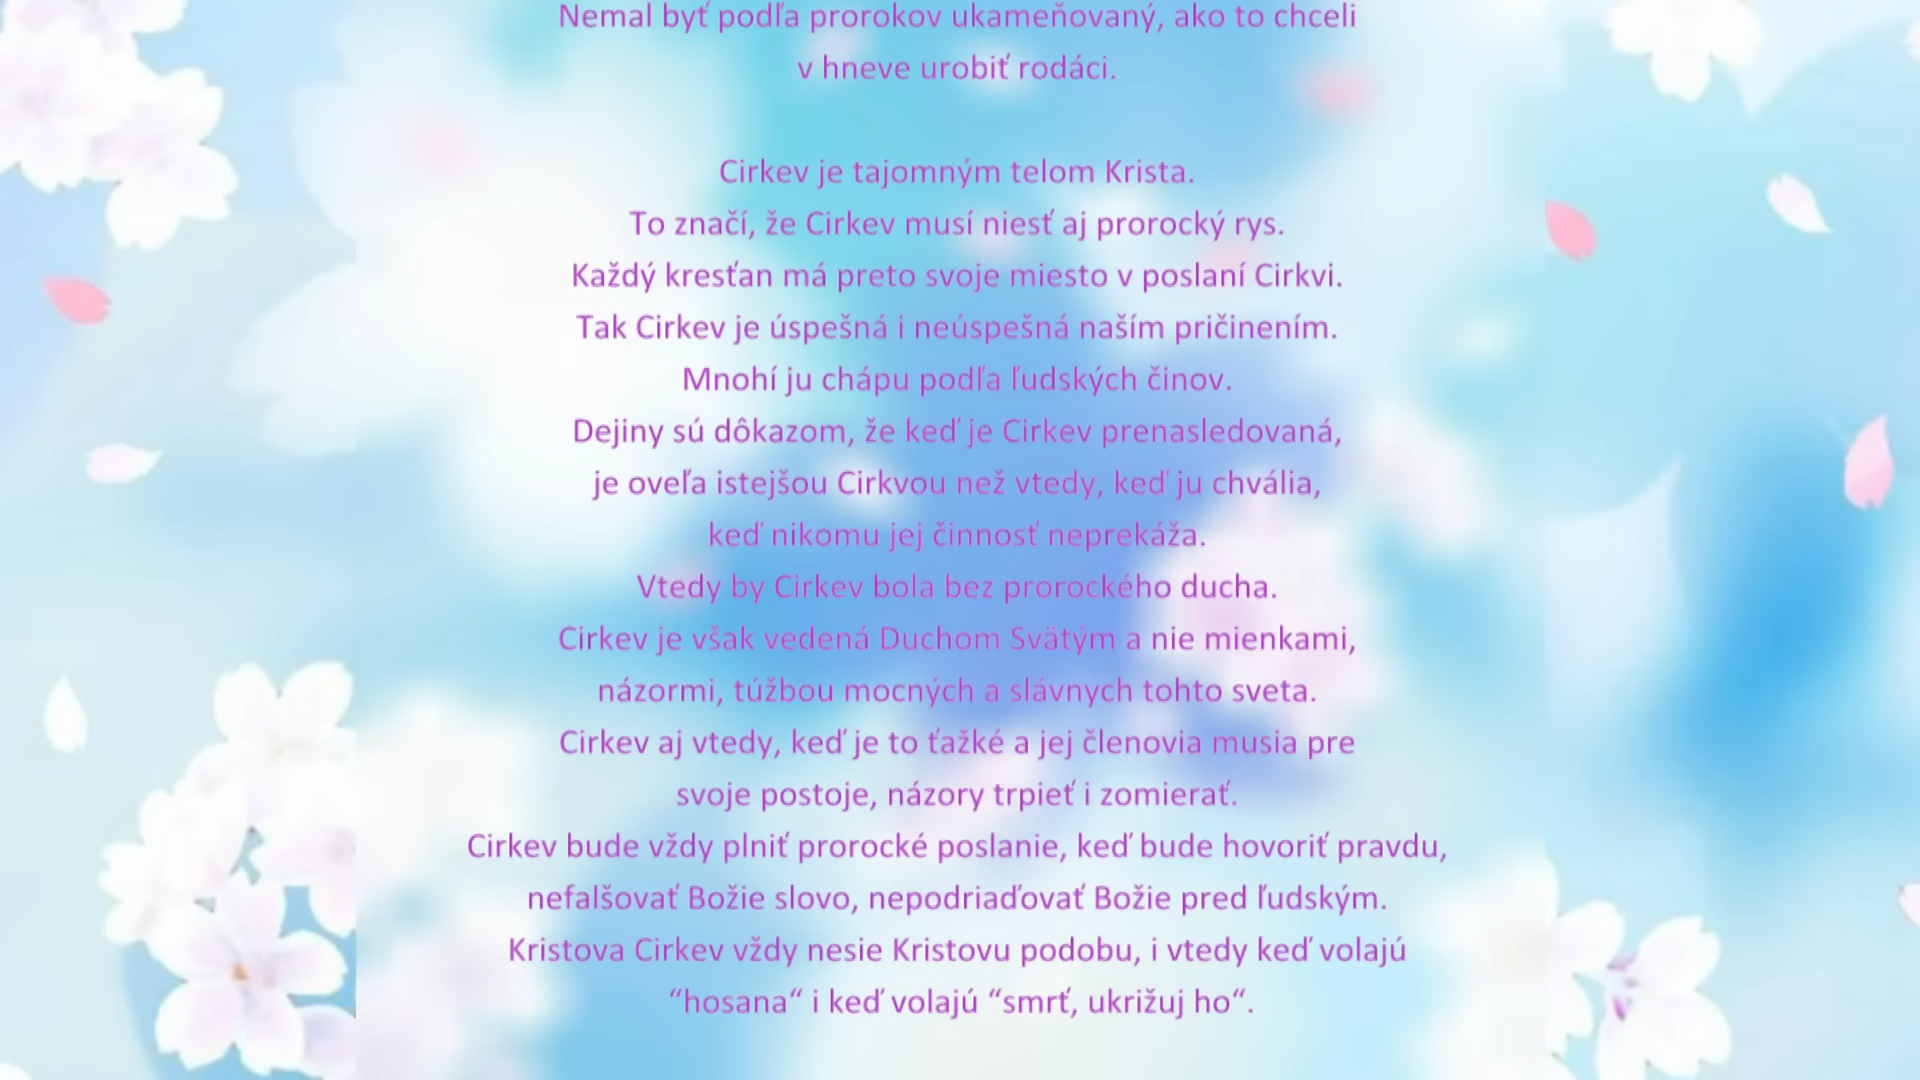 Nemal byť podľa prorokov ukameňovaný, ako to chceli
v hneve urobiť rodáci.
Cirkev je tajomným telom Krista.
To značí, že Cirkev musí niesť aj prorocký rys.
Každý kresťan má preto svoje miesto v poslaní Cirkvi.
Tak Cirkev je úspešná i neúspešná naším pričinením.
Mnohí ju chápu podľa ľudských činov.
Dejiny sú dôkazom, že keď je Cirkev prenasledovaná,
je oveľa istejšou Cirkvou než vtedy, keď ju chvália,
keď nikomu jej činnosť neprekáža.
Vtedy by Cirkev bola bez prorockého ducha.
Cirkev je však vedená Duchom Svätým a nie mienkami,
názormi, túžbou mocných a slávnych tohto sveta.
Cirkev aj vtedy, keď je to ťažké a jej členovia musia pre
svoje postoje, názory trpieť i zomierať.
Cirkev bude vždy plniť prorocké poslanie, keď bude hovoriť pravdu,
nefalšovať Božie slovo, nepodriaďovať Božie pred ľudským.
Kristova Cirkev vždy nesie Kristovu podobu, i vtedy keď volajú
“hosana“ i keď volajú “smrť, ukrižuj ho“.